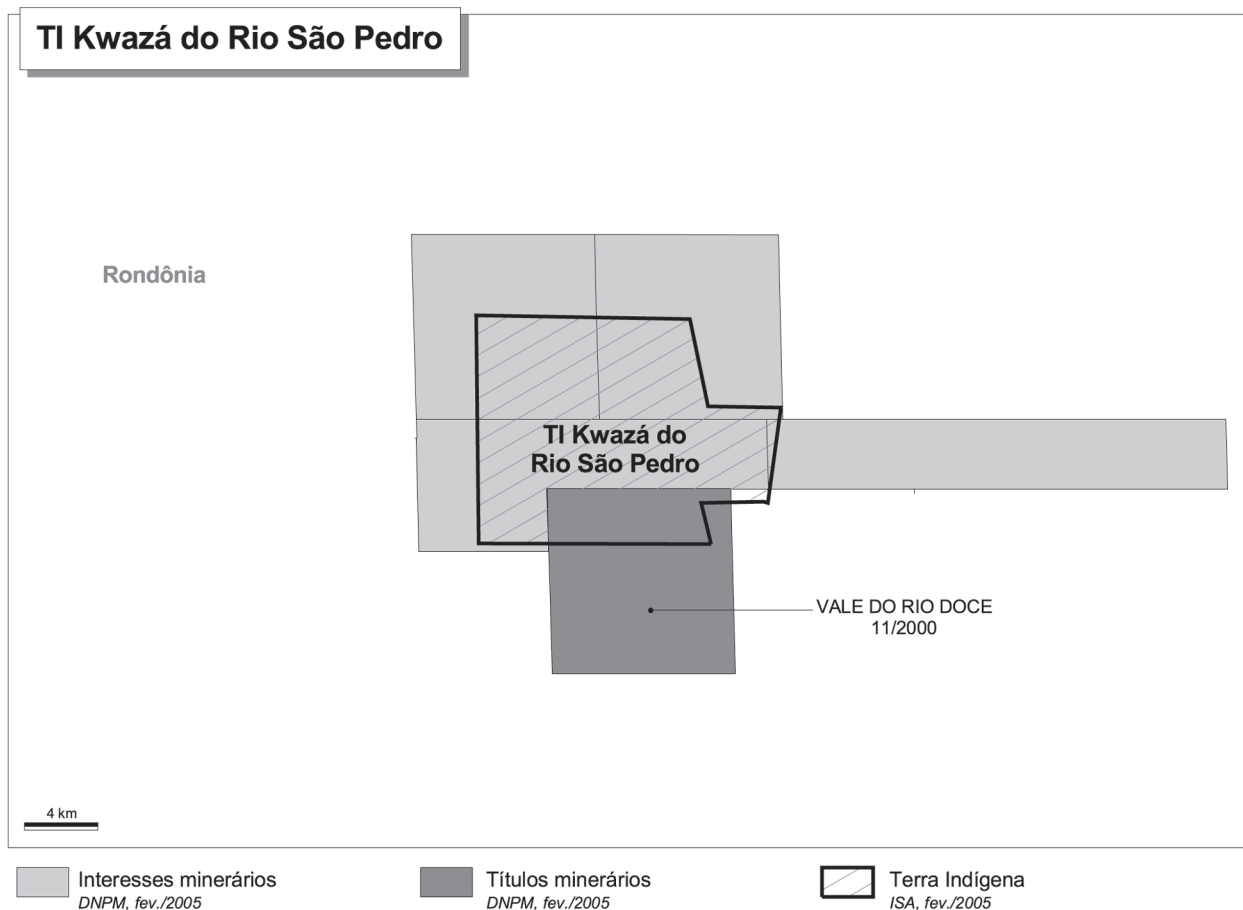 TI Kwazá do Rio São Pedro
Rondônia
TI Kwazá do
Rio São Pedro
VALE DO RIO DOCE
11/2000
4 km
Interesses minerários
DNPM, fev./2005
Títulos minerários
DNPM, fev./2005
Terra Indígena
ISA, fev./2005